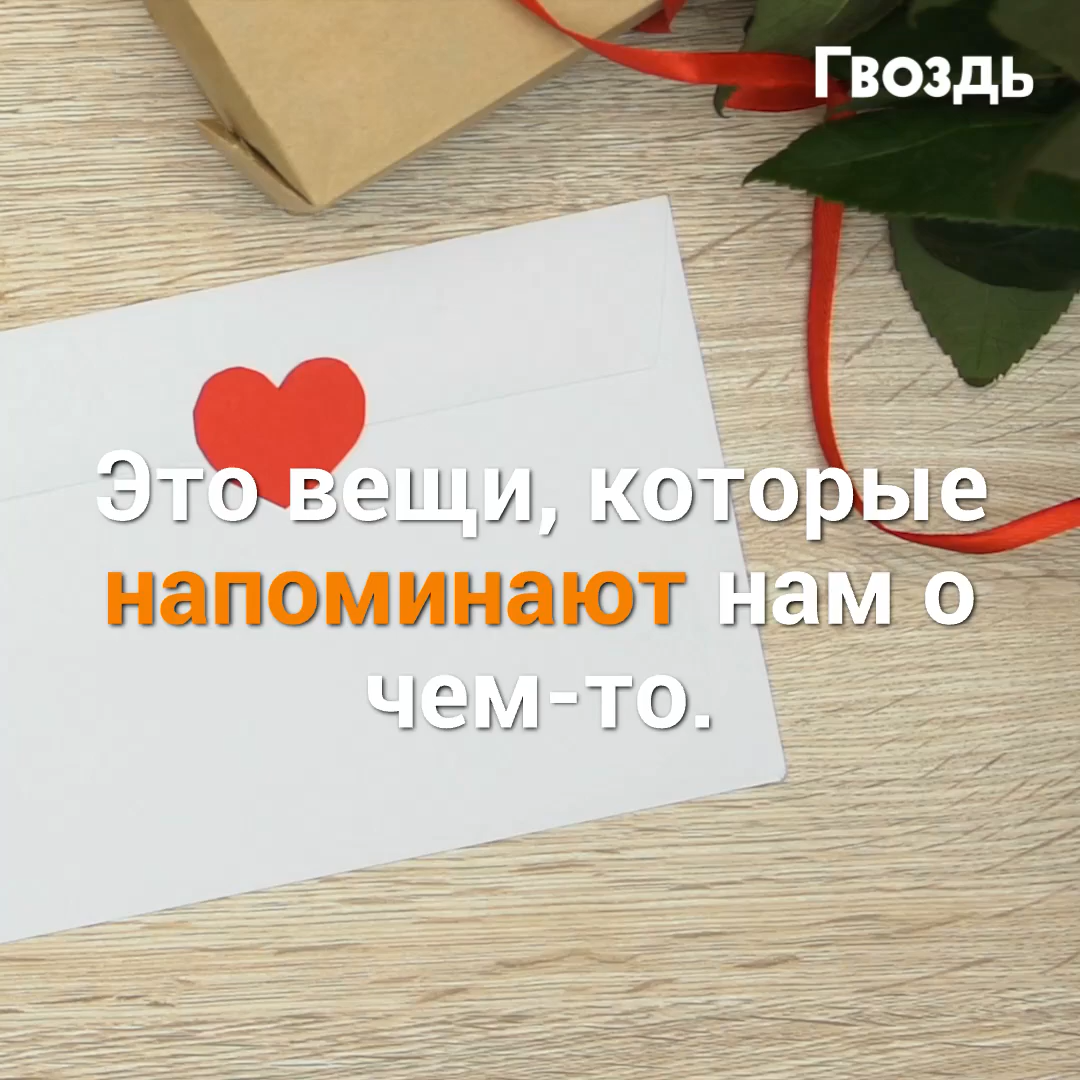 Гвоздь
Это вещи, которые
напоминают нам о
чем-то.